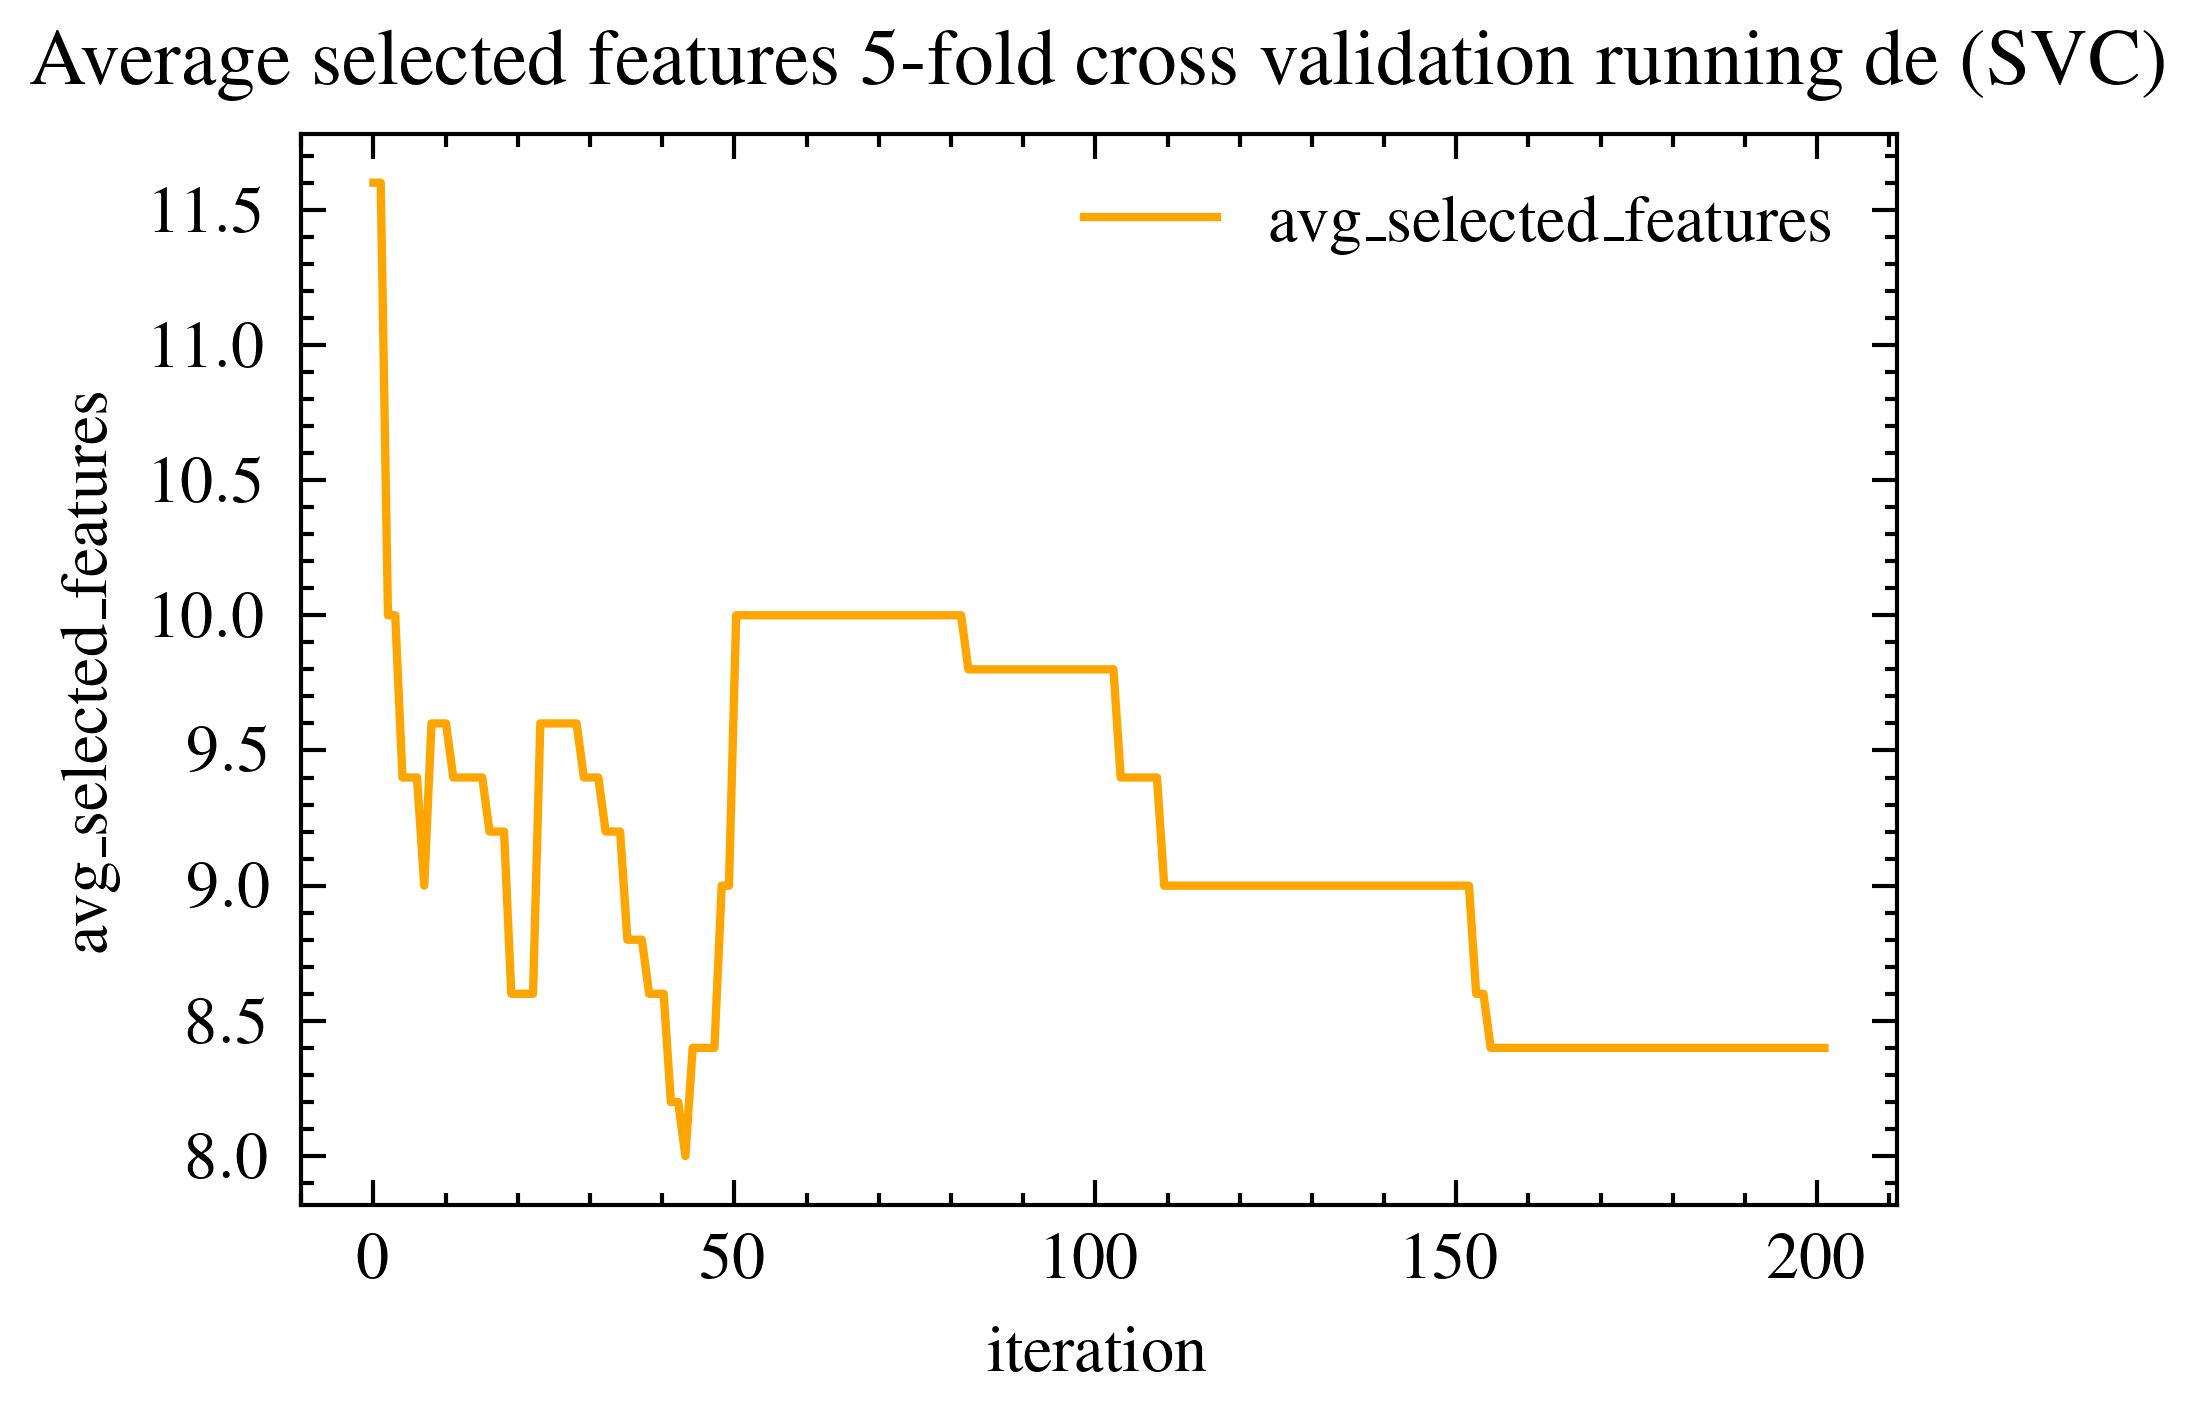 Average selected features 5-fold cross validation running de (SVC)
avg_selected_features
11.5
11.0
10.5
10.0
9.5
9.0
8.5
8.0
avg_selected_features
0 50 100 150 200
iteration